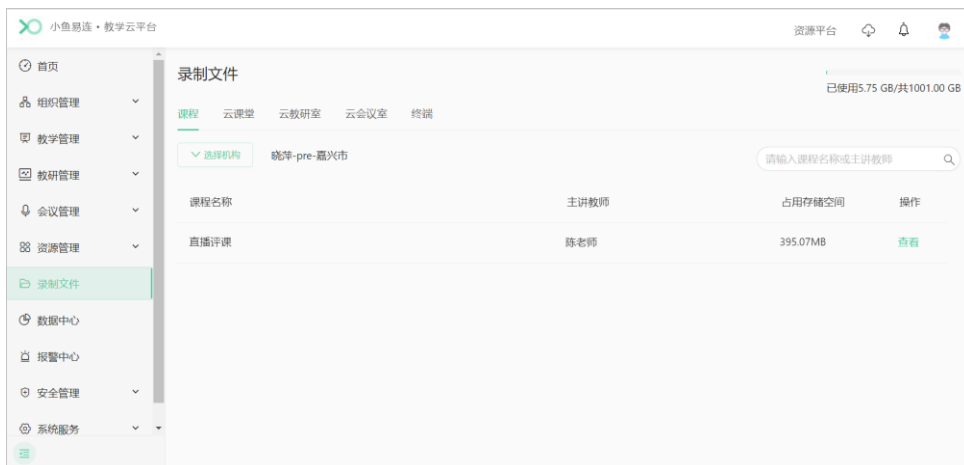 小鱼易连•教学云平台
资源平台
首页
组织管理
教学管理
教研管理
会议管理
资源管理
录制文件
数据中心
报警中心
安全管理
系统服务
录制文件
已使用5.75 GB/共1001.00 GB
课程 云课堂 云教研室 云会议室 终端
选择机构 晓萍-pre-嘉兴市 请输入课程名称或主讲教师
课程名称 主讲教师 占用存储空间 操作
直播评课 陈老师 395.07MB 查看